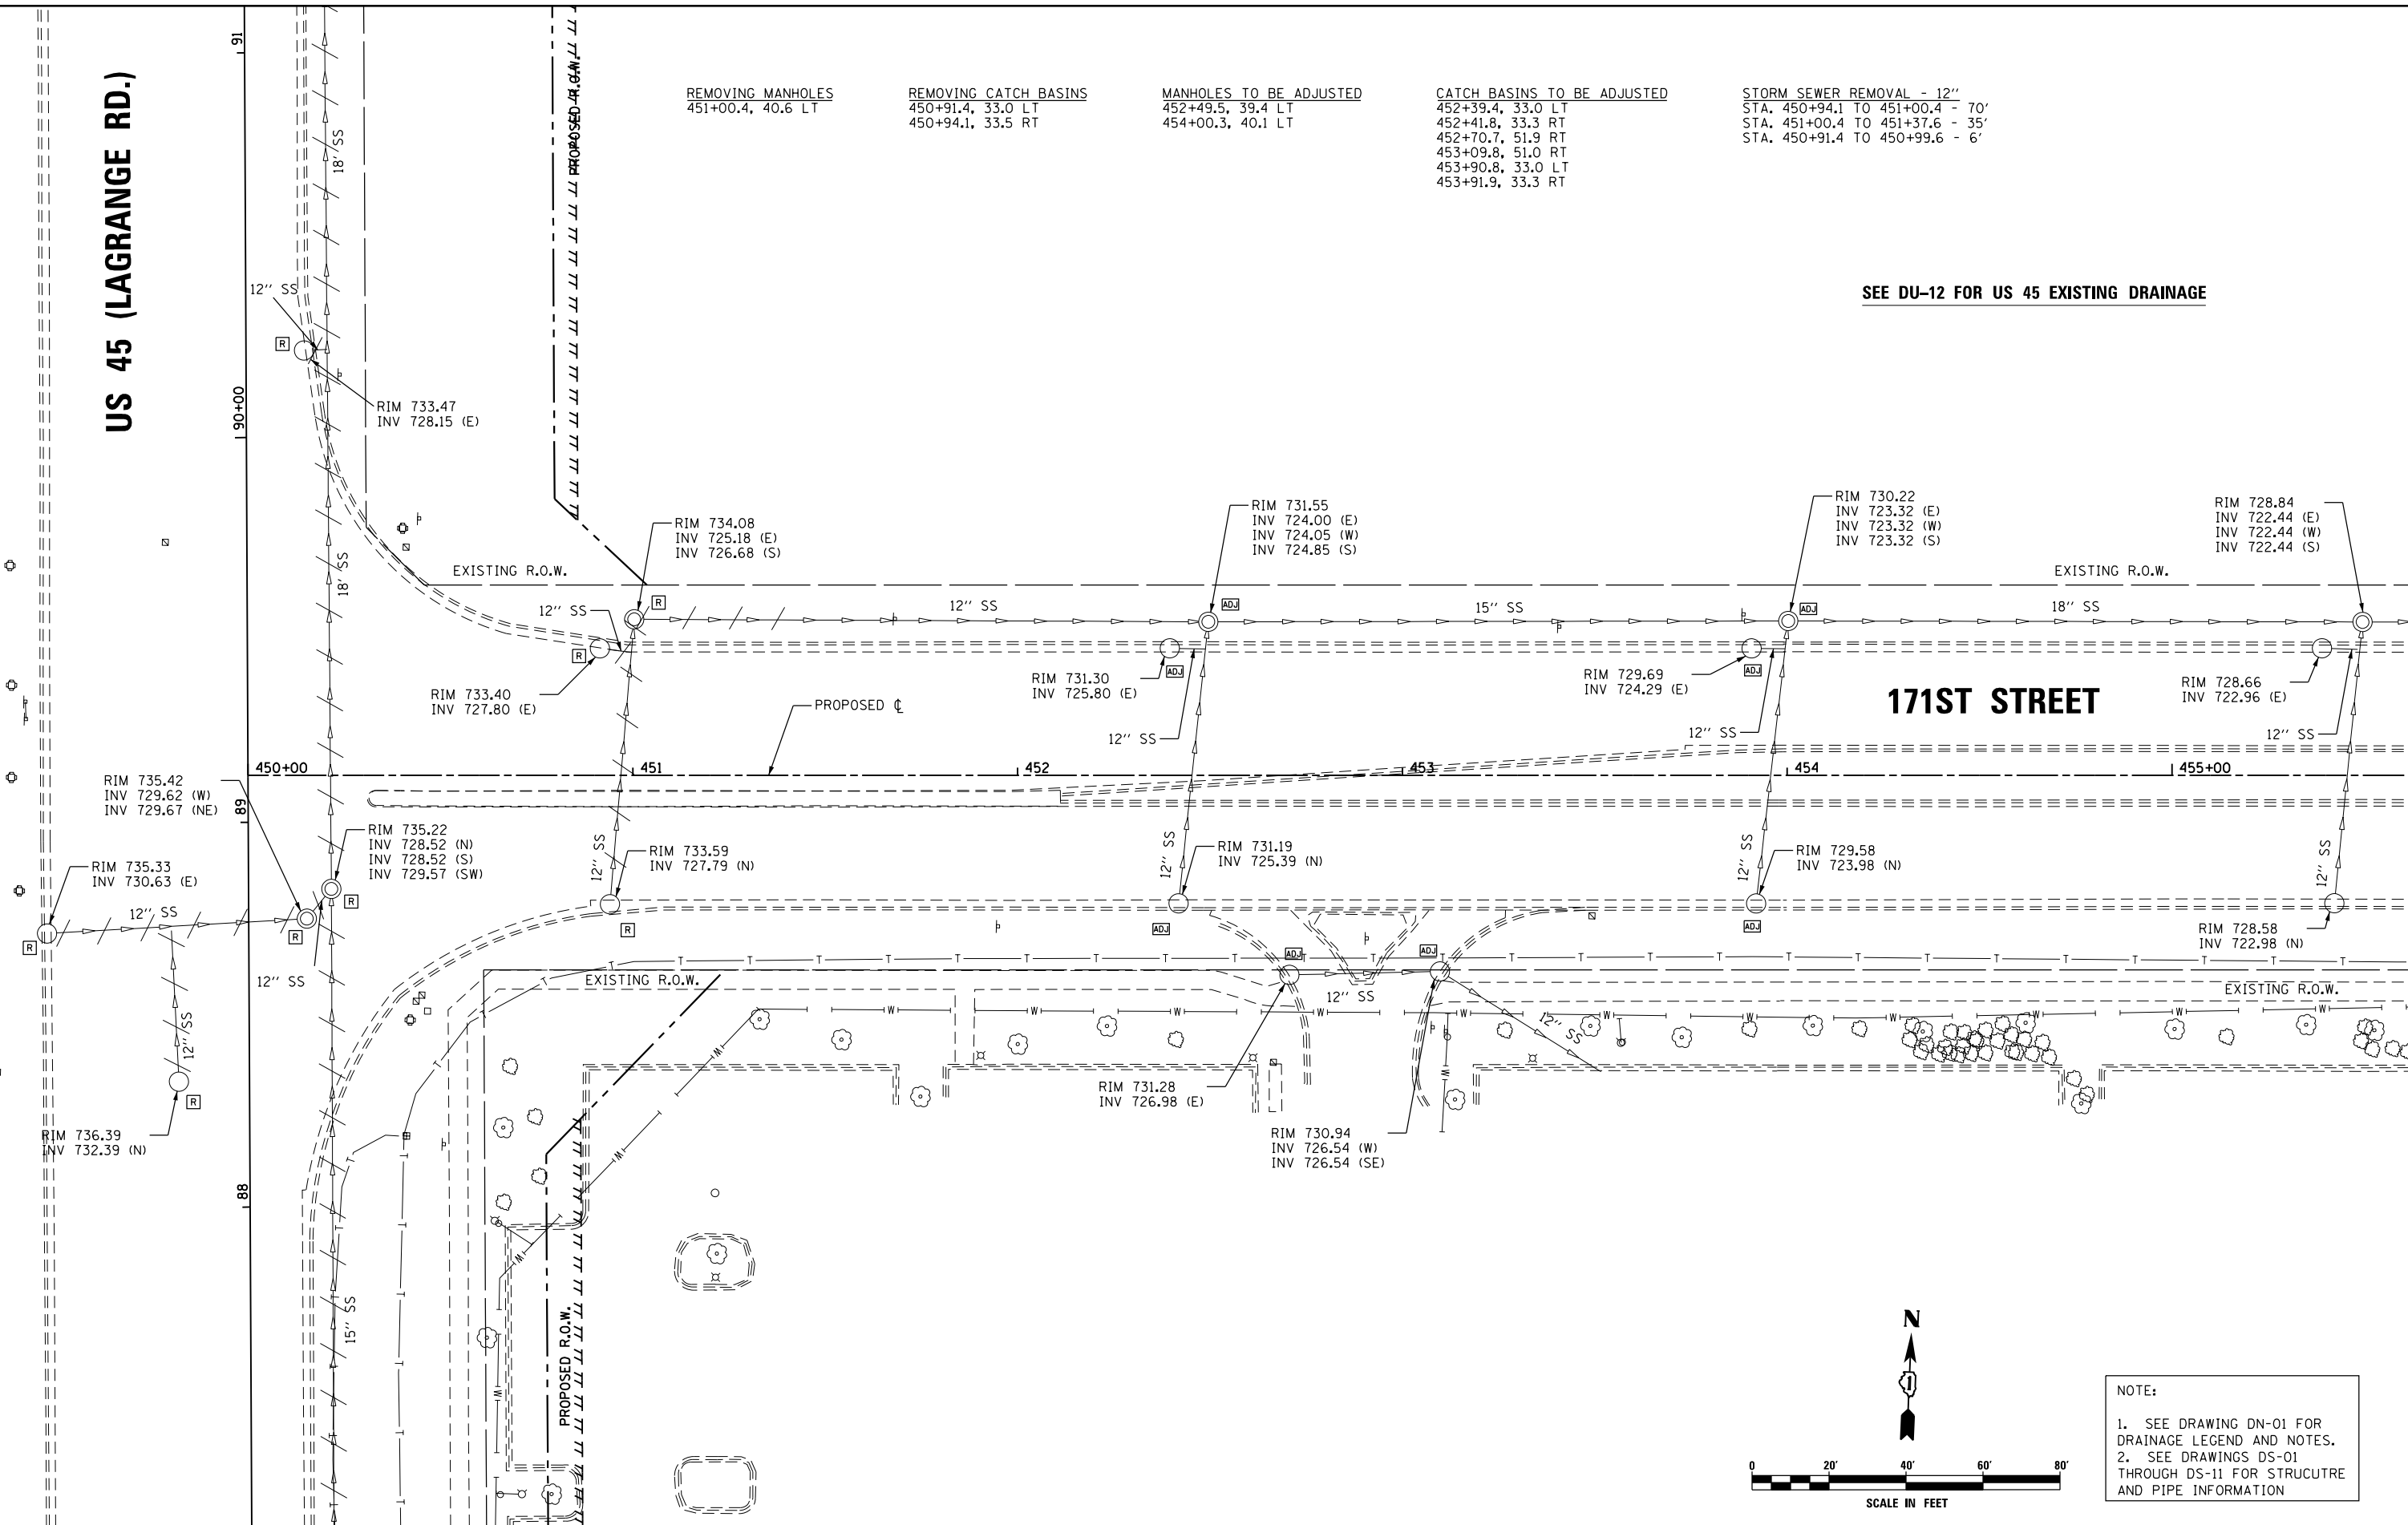 US 45 (LAGRANGE RD.)
91
18' SS
PROPOSED R.O.W.
REMOVING MANHOLES
451+00.4, 40.6 LT
REMOVING CATCH BASINS
450+91.4, 33.0 LT
450+94.1, 33.5 RT
MANHOLES TO BE ADJUSTED
452+49.5, 39.4 LT
454+00.3, 40.1 LT
CATCH BASINS TO BE ADJUSTED
452+39.4, 33.0 LT
452+41.8, 33.3 RT
452+70.7, 51.9 RT
453+09.8, 51.0 RT
453+90.8, 33.0 LT
453+91.9, 33.3 RT
STORM SEWER REMOVAL - 12''
STA. 450+94.1 TO 451+00.4 - 70'
STA. 451+00.4 TO 451+37.6 - 35'
STA. 450+91.4 TO 450+99.6 - 6'
SEE DU-12 FOR US 45 EXISTING DRAINAGE
12'' SS
R
RIM 733.47
INV 728.15 (E)
90+00
RIM 734.08
INV 725.18 (E)
INV 726.68 (S)
RIM 731.55
INV 724.00 (E)
INV 724.05 (W)
INV 724.85 (S)
RIM 730.22
INV 723.32 (E)
INV 723.32 (W)
INV 723.32 (S)
RIM 728.84
INV 722.44 (E)
INV 722.44 (W)
INV 722.44 (S)
18' SS
EXISTING R.O.W.
EXISTING R.O.W.
12'' SS
R
12'' SS
ADJ
15'' SS
ADJ
18'' SS
R
RIM 733.40
INV 727.80 (E)
PROPOSED ℄
RIM 731.30
INV 725.80 (E)
ADJ
12'' SS
RIM 729.69
INV 724.29 (E)
ADJ
12'' SS
171ST STREET
RIM 728.66
INV 722.96 (E)
12'' SS
450+00
451
452
453
454
455+00
RIM 735.42
INV 729.62 (W)
INV 729.67 (NE)
89
RIM 735.22
INV 728.52 (N)
INV 728.52 (S)
INV 729.57 (SW)
R
RIM 735.33
INV 730.63 (E)
12'' SS
R
R
12'' SS
12'' SS
RIM 733.59
INV 727.79 (N)
R
12'' SS
RIM 731.19
INV 725.39 (N)
ADJ
12'' SS
RIM 729.58
INV 723.98 (N)
ADJ
12'' SS
RIM 728.58
INV 722.98 (N)
T T T T T T T T T T T T T T T T T T T T T T T T
EXISTING R.O.W.
ADJ
ADJ
12'' SS
12'' SS
EXISTING R.O.W.
W W W W W W W W W W W
12'' SS
R
RIM 736.39
INV 732.39 (N)
RIM 731.28
INV 726.98 (E)
RIM 730.94
INV 726.54 (W)
INV 726.54 (SE)
88
15'' SS
PROPOSED R.O.W.
N
1
0 20' 40' 60' 80'
SCALE IN FEET
NOTE:
1. SEE DRAWING DN-01 FOR
DRAINAGE LEGEND AND NOTES.
2. SEE DRAWINGS DS-01
THROUGH DS-11 FOR STRUCUTRE
AND PIPE INFORMATION